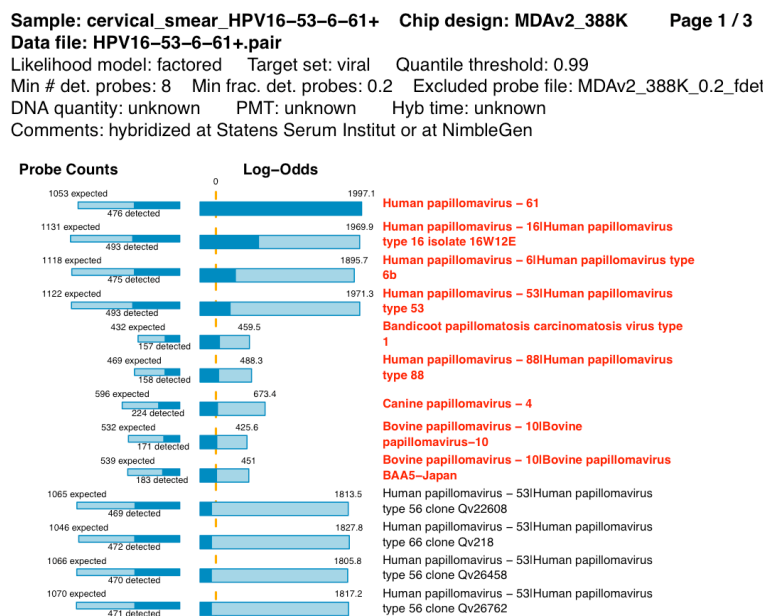 Sample: cervical_smear_HPV16−53−6−61+ Chip design: MDAv2_388K Page 1 / 3
Data file: HPV16−53−6−61+.pair
Likelihood model: factored Target set: viral Quantile threshold: 0.99
Min # det. probes: 8 Min frac. det. probes: 0.2 Excluded probe file: MDAv2_388K_0.2_fdet
DNA quantity: unknown PMT: unknown Hyb time: unknown
Comments: hybridized at Statens Serum Institut or at NimbleGen
Probe Counts Log−Odds
0
1053 expected 1997.1
476 detected
Human papillomavirus − 61
1131 expected 1969.9
493 detected
Human papillomavirus − 16|Human papillomavirus
type 16 isolate 16W12E
1118 expected 1895.7
475 detected
Human papillomavirus − 6|Human papillomavirus type
6b
1122 expected 1971.3
493 detected
Human papillomavirus − 53|Human papillomavirus
type 53
432 expected 459.5
157 detected
Bandicoot papillomatosis carcinomatosis virus type
1
469 expected 488.3
158 detected
Human papillomavirus − 88|Human papillomavirus
type 88
596 expected 673.4
224 detected
Canine papillomavirus − 4
532 expected 425.6
171 detected
Bovine papillomavirus − 10|Bovine
papillomavirus−10
539 expected 451
183 detected
Bovine papillomavirus − 10|Bovine papillomavirus
BAA5−Japan
1065 expected 1813.5
469 detected
Human papillomavirus − 53|Human papillomavirus
type 56 clone Qv22608
1046 expected 1827.8
472 detected
Human papillomavirus − 53|Human papillomavirus
type 66 clone Qv218
1066 expected 1805.8
470 detected
Human papillomavirus − 53|Human papillomavirus
type 56 clone Qv26458
1070 expected 1817.2
471 detected
Human papillomavirus − 53|Human papillomavirus
type 56 clone Qv26762